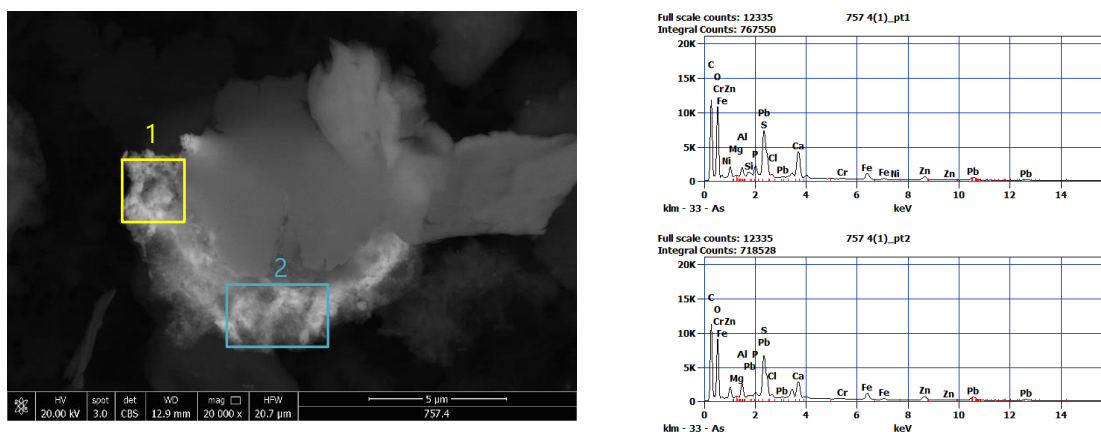 1
2
HV spot det WD mag HFW
20.00 kV 3.0 CBS 12.9 mm 20 000 x 20.7 µm
5 µm
757.4
Full scale counts: 12335 757 4(1)_pt1
Integral Counts: 767550
20K
15K
10K
5K
0
C
O
CrZn
Fe
Ni
Mg
Al
Si
P
Pb
S
Cl
Pb
Ca
Cr
Fe
Fe
Ni
Zn
Zn
Pb
Pb
0 2 4 6 8 10 12 14
klm - 33 - As keV
Full scale counts: 12335 757 4(1)_pt2
Integral Counts: 718528
20K
15K
10K
5K
0
C
O
CrZn
Fe
Mg
Al P
Pb
S
Pb
Cl
Pb
Ca
Cr
Fe
Fe
Zn
Zn
Pb
Pb
0 2 4 6 8 10 12 14
klm - 33 - As keV